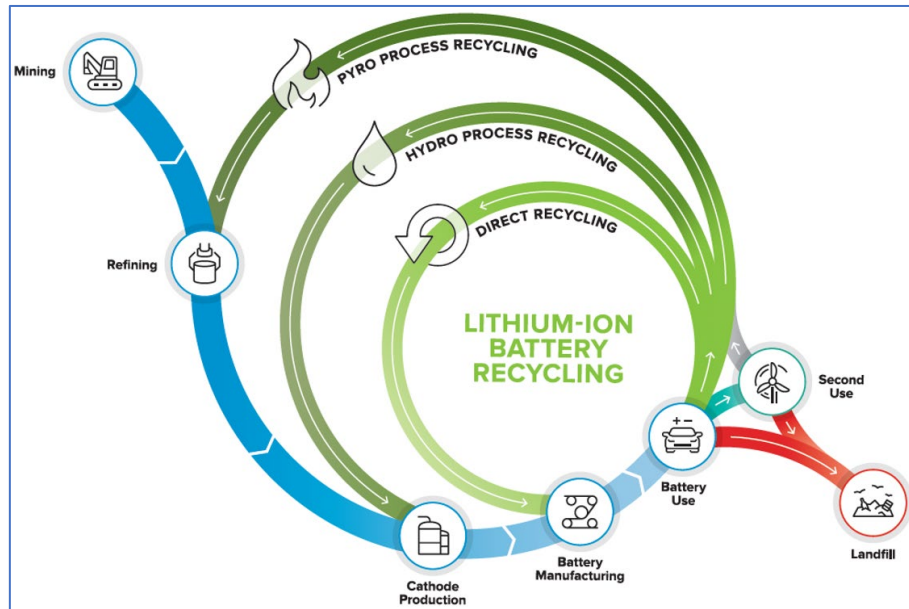 Mining
PYRO PROCESS RECYCLING
HYDRO PROCESS RECYCLING
DIRECT RECYCLING
Refining
LITHIUM-ION
BATTERY
RECYCLING
Second
Use
+ −
Battery
Use
Landfill
Battery
Manufacturing
Cathode
Production